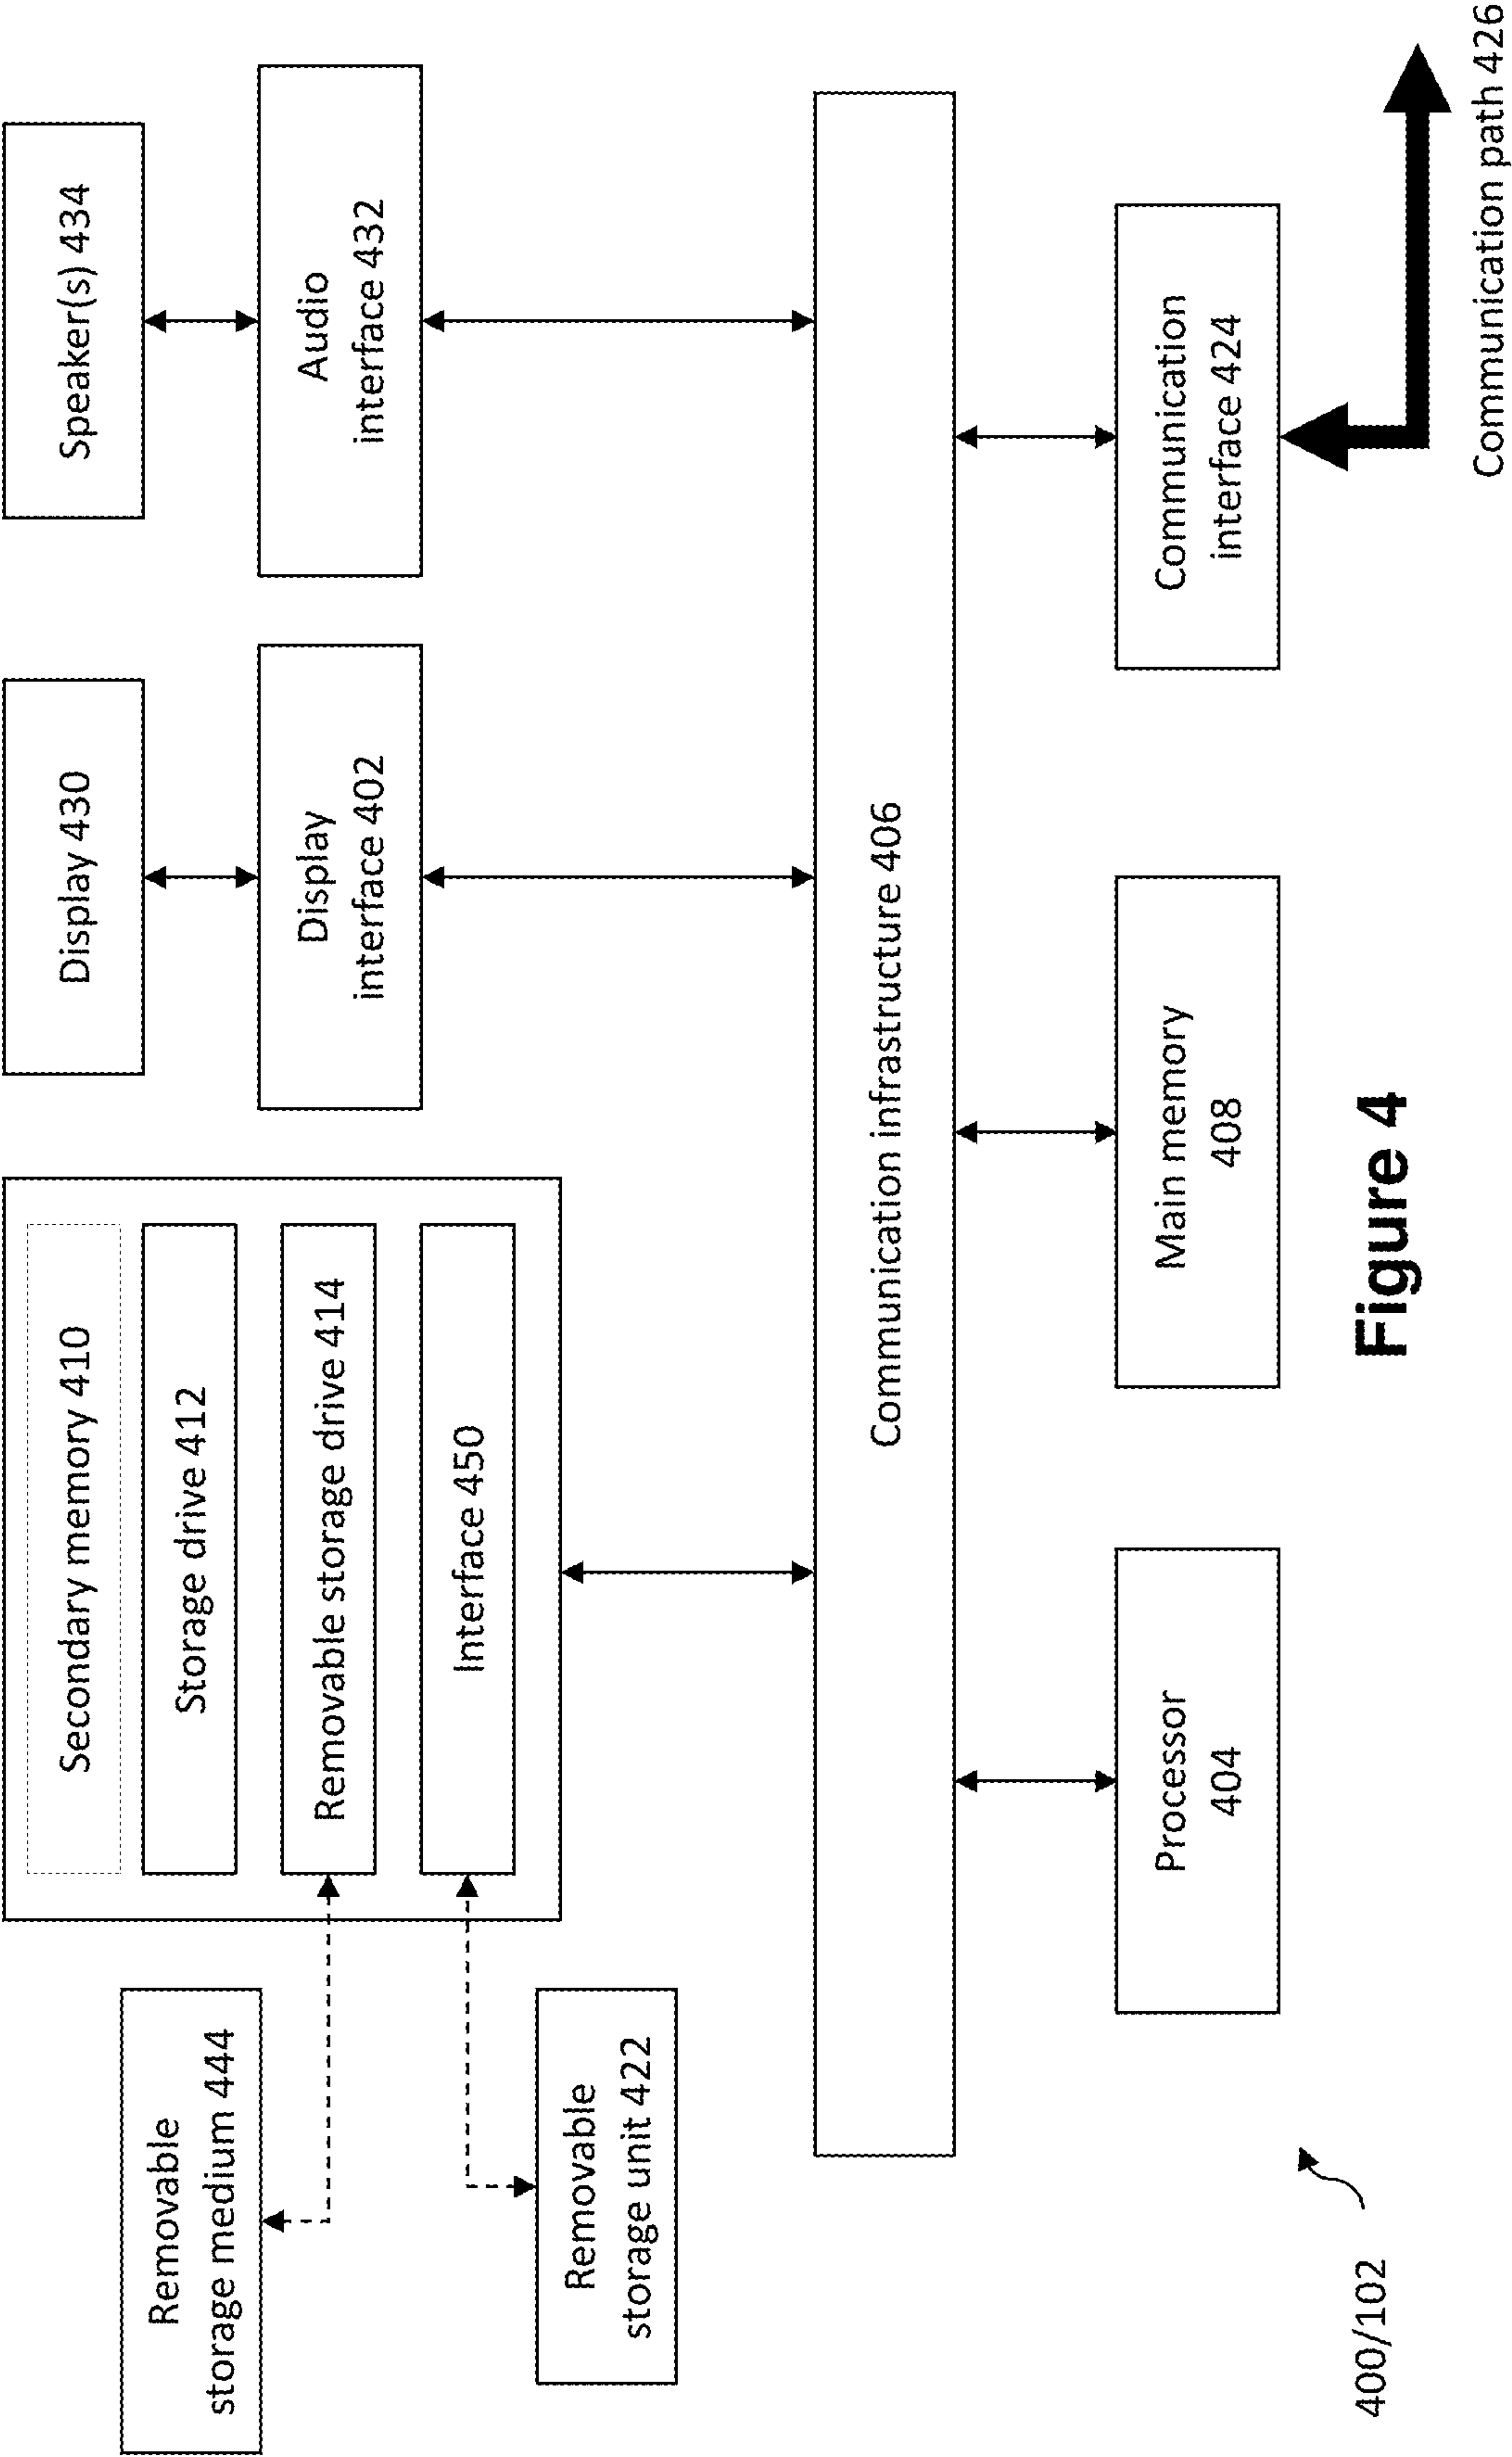 Removable
storage medium 444
Removable
storage unit 422
Secondary memory 410
Storage drive 412
Removable storage drive 414
Interface 450
Display 430
Display
interface 402
Speaker(s) 434
Audio
interface 432
Communication infrastructure 406
Processor
404
Main memory
408
Communication
interface 424
Communication path 426
400/102
Figure 4